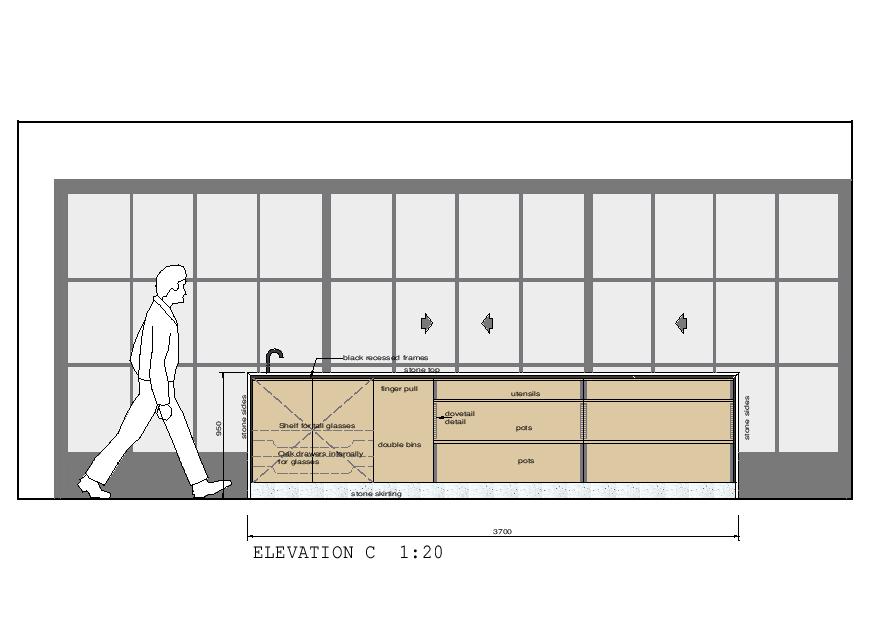 black recessed frames
stone top
finger pull
utensils
stone sides
950
Shelf for tall glasses
dovetail
detail
pots
stone sides
double bins
Oak drawers internally
for glasses
pots
stone skirting
3700
ELEVATION C 1:20